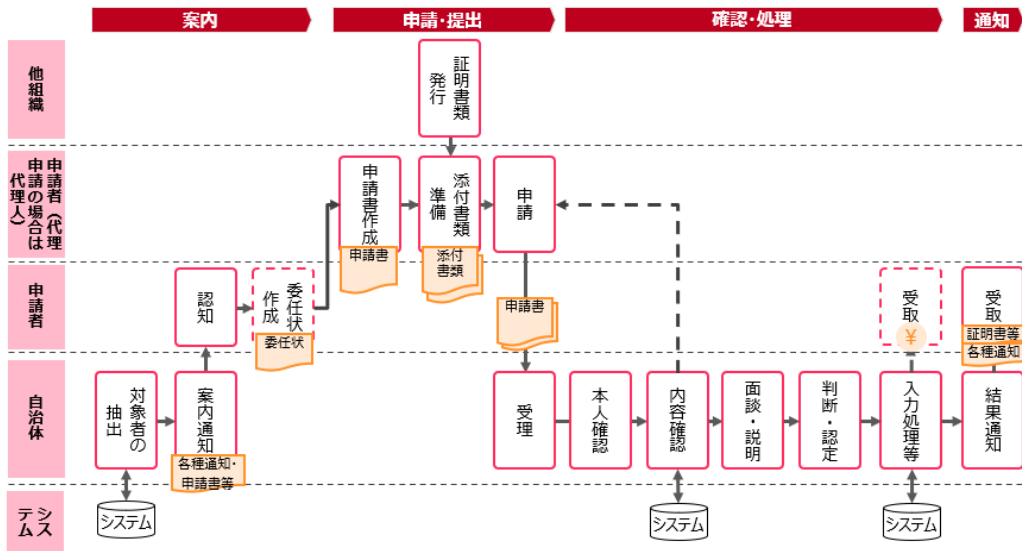 案内
申請・提出
確認・処理
通知
他組織
証明書類
発行
申請者（代理
申請の場合は
代理人）
申請書作成
申請書
添付書類
準備
添付
書類
申請
申請者
認知
委任状
作成
委任状
申請書
受取
¥
受取
証明書等
各種通知
自治体
対象者の
抽出
案内通知
各種通知・
申請書等
受理
本人確認
内容確認
面談・説明
判断・認定
入力処理等
結果通知
シス
テム
システム
システム
システム